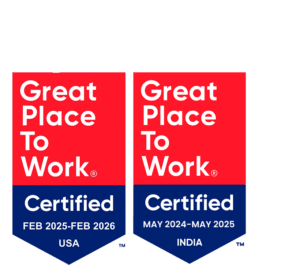 Great
Place
To
Work®
Certified
FEB 2025-FEB 2026
USA
™
Great
Place
To
Work®
Certified
MAY 2024-MAY 2025
INDIA
™